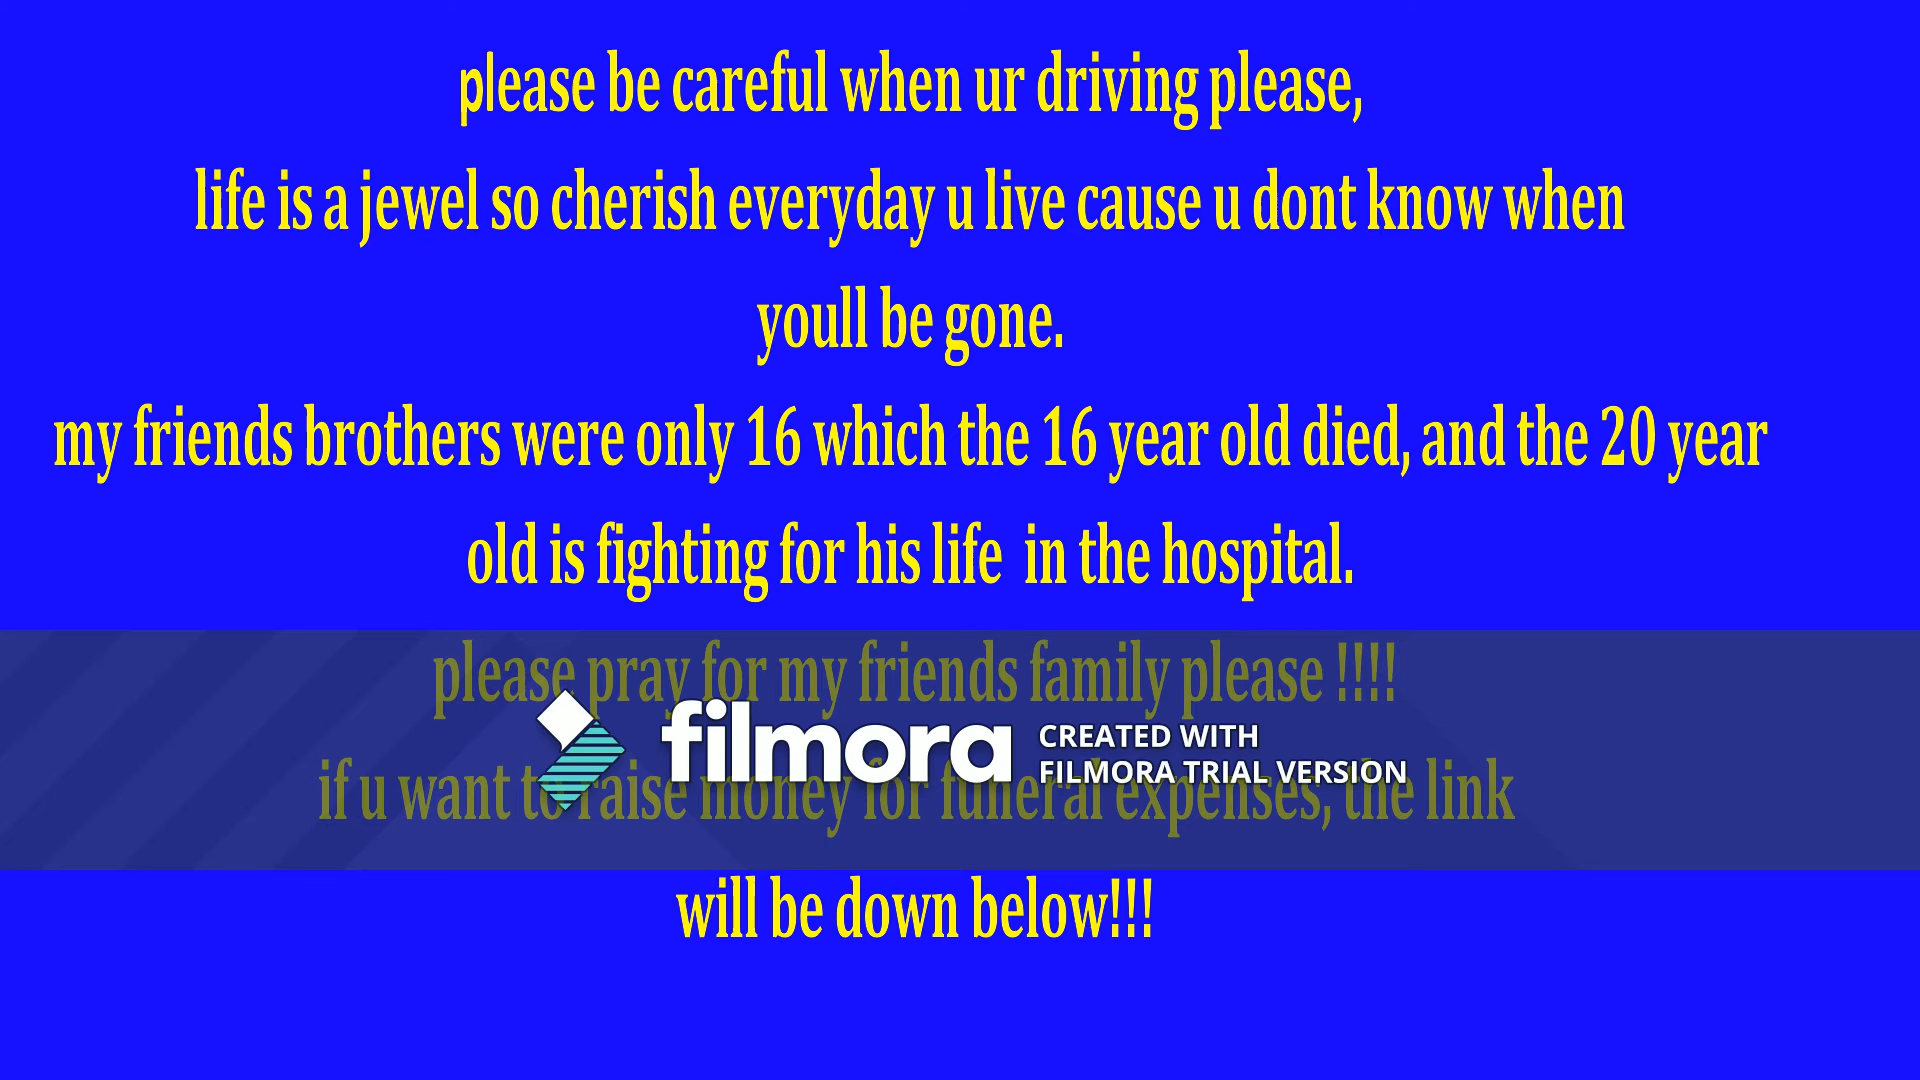 please be careful when ur driving please,
life is a jewel so cherish everyday u live cause u dont know when
youll be gone.
my friends brothers were only 16 which the 16 year old died, and the 20 year
old is fighting for his life in the hospital.
please pray for my friends family please !!!!
filmora
CREATED WITH
FILMORA TRIAL VERSION
if u want to raise money for funeral expenses, the link
will be down below!!!